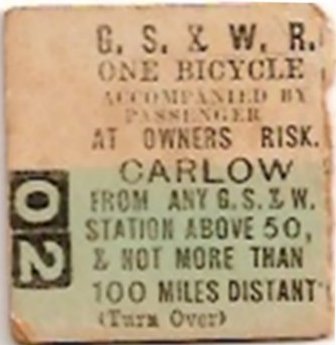 G. S. & W. R.
ONE BICYCLE
ACCOMPANIED BY
PASSENGER
AT OWNERS RISK.
CARLOW
FROM ANY G.S.& W.
STATION ABOVE 50,
& NOT MORE THAN
100 MILES DISTANT
(Turn Over)
02